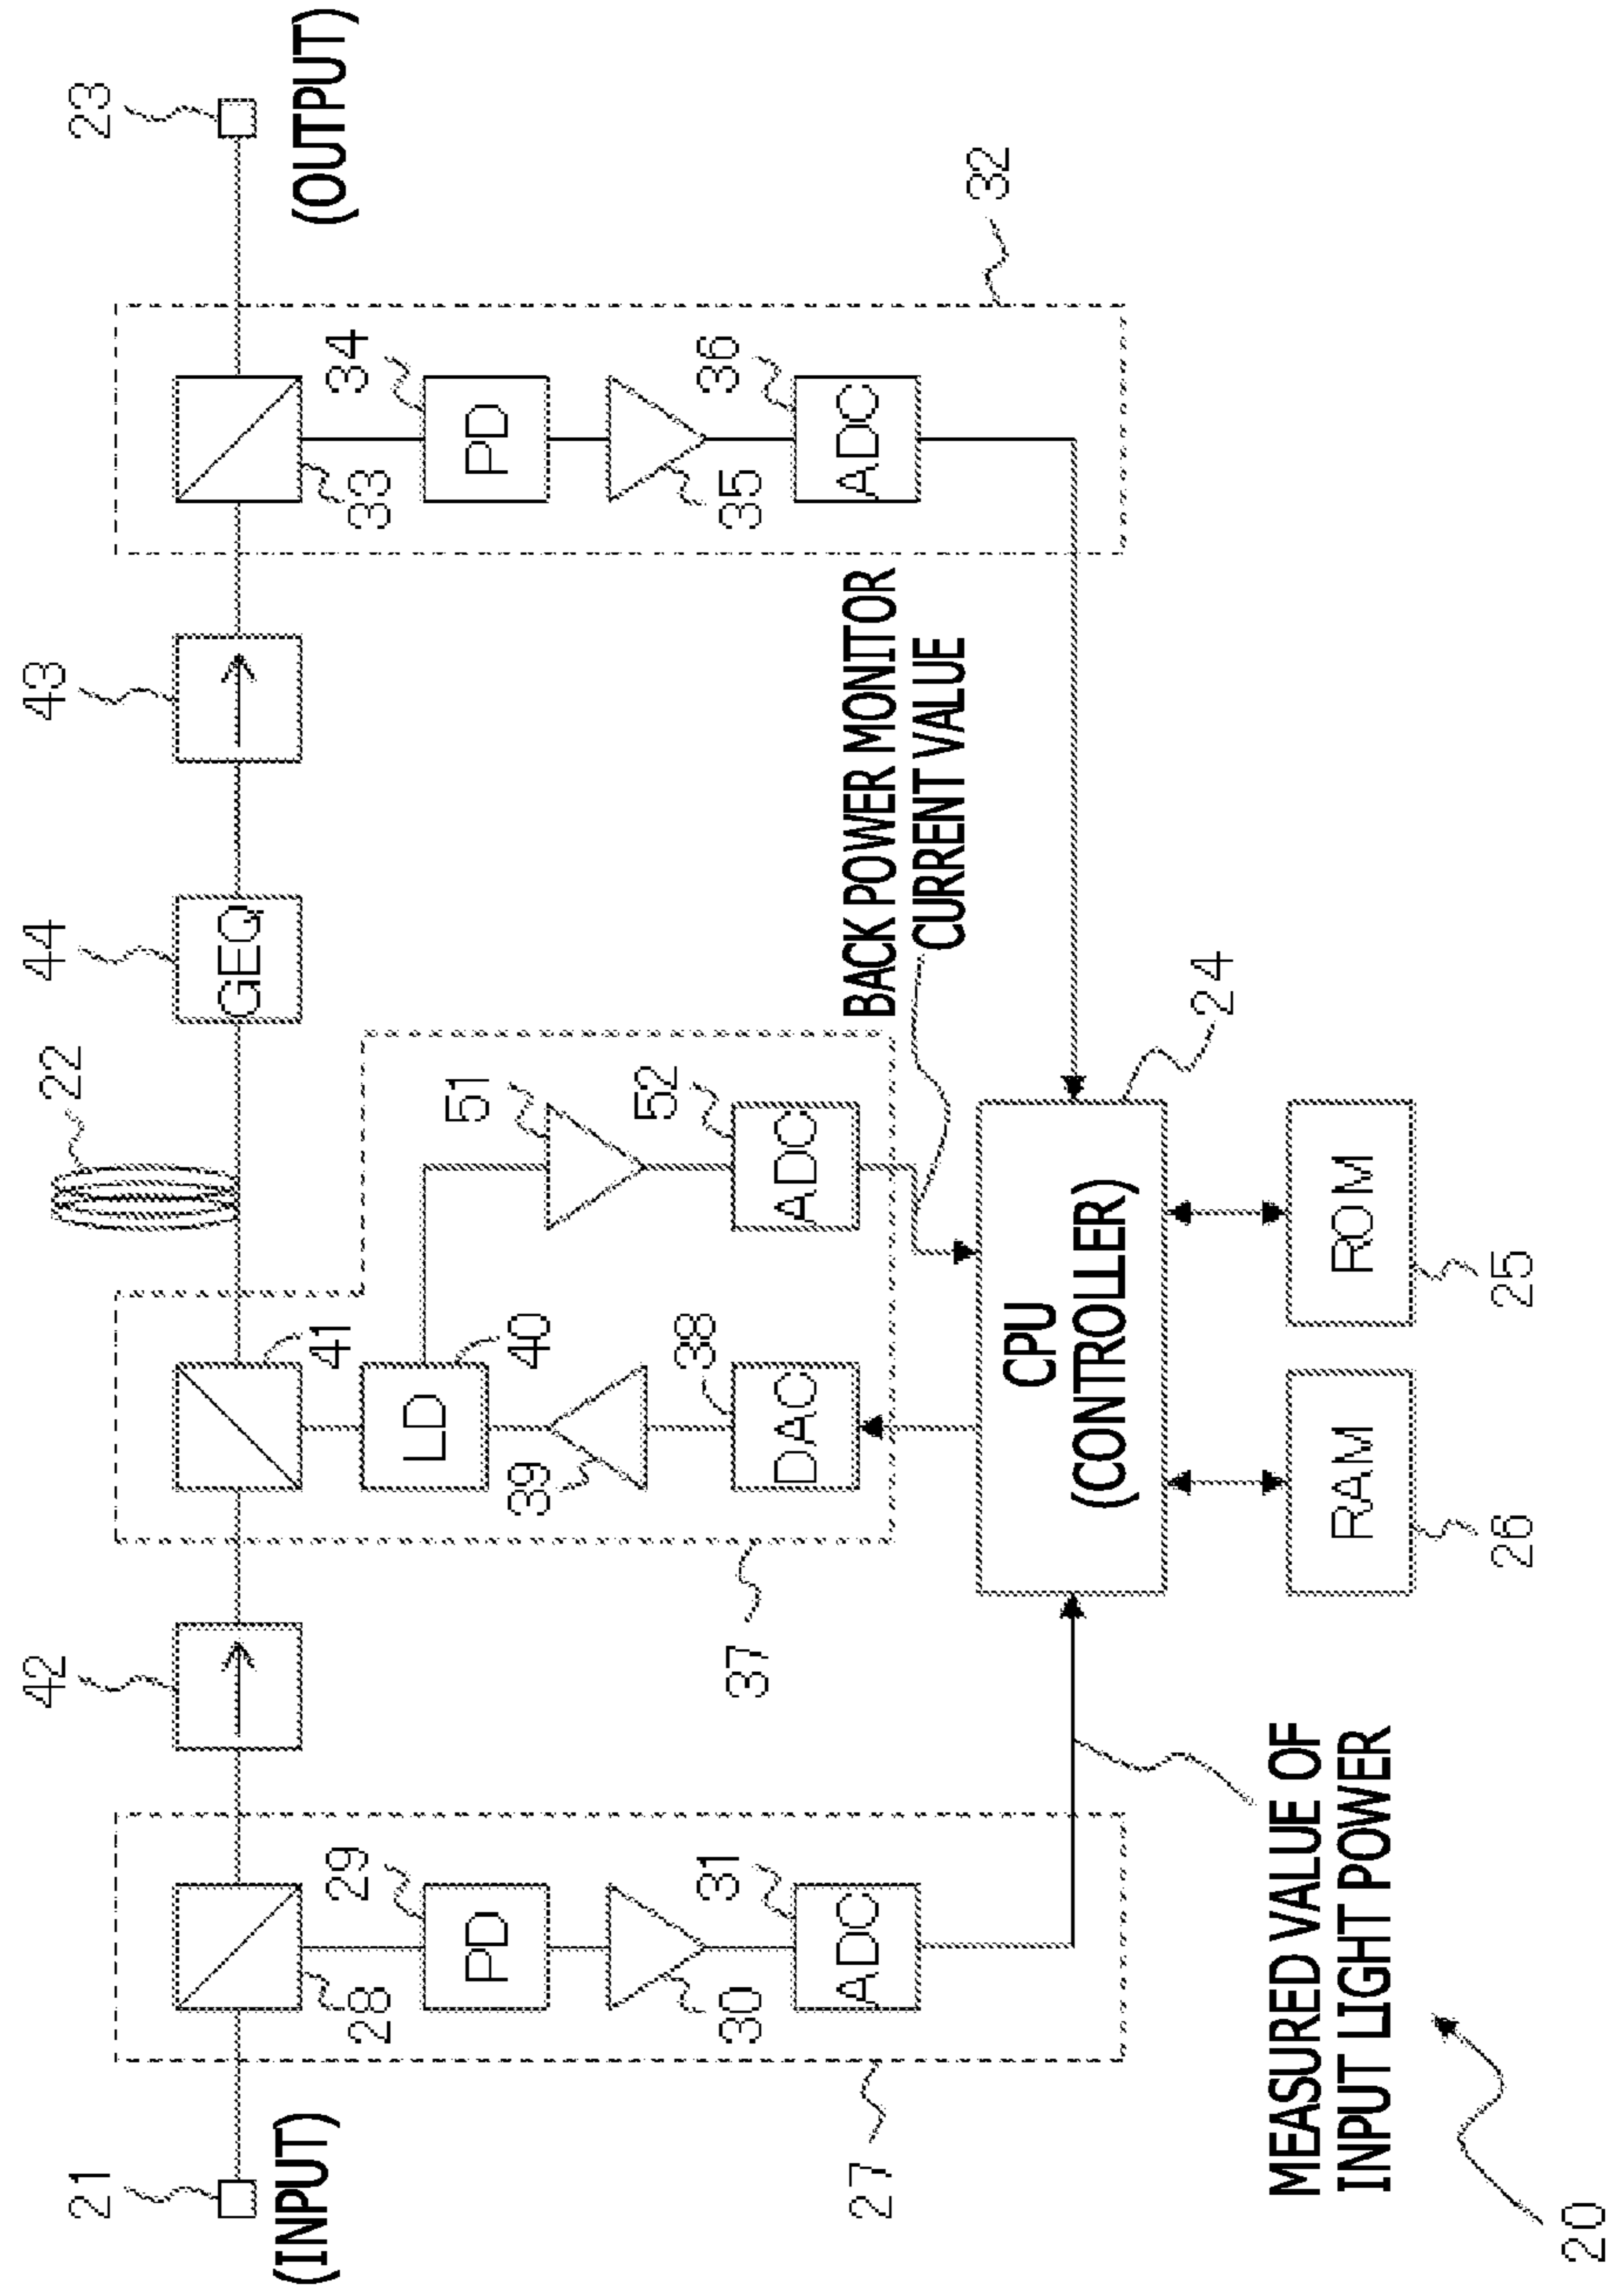 21
(INPUT)
28
29
PD
30
31
ADC
27
42
41
LD
40
39
38
DAC
37
51
52
ADC
22
44
GEQ
43
33
34
PD
35
36
ADC
32
23
(OUTPUT)
BACK POWER MONITOR
CURRENT VALUE
CPU
(CONTROLLER)
24
RAM
26
ROM
25
MEASURED VALUE OF
INPUT LIGHT POWER
20